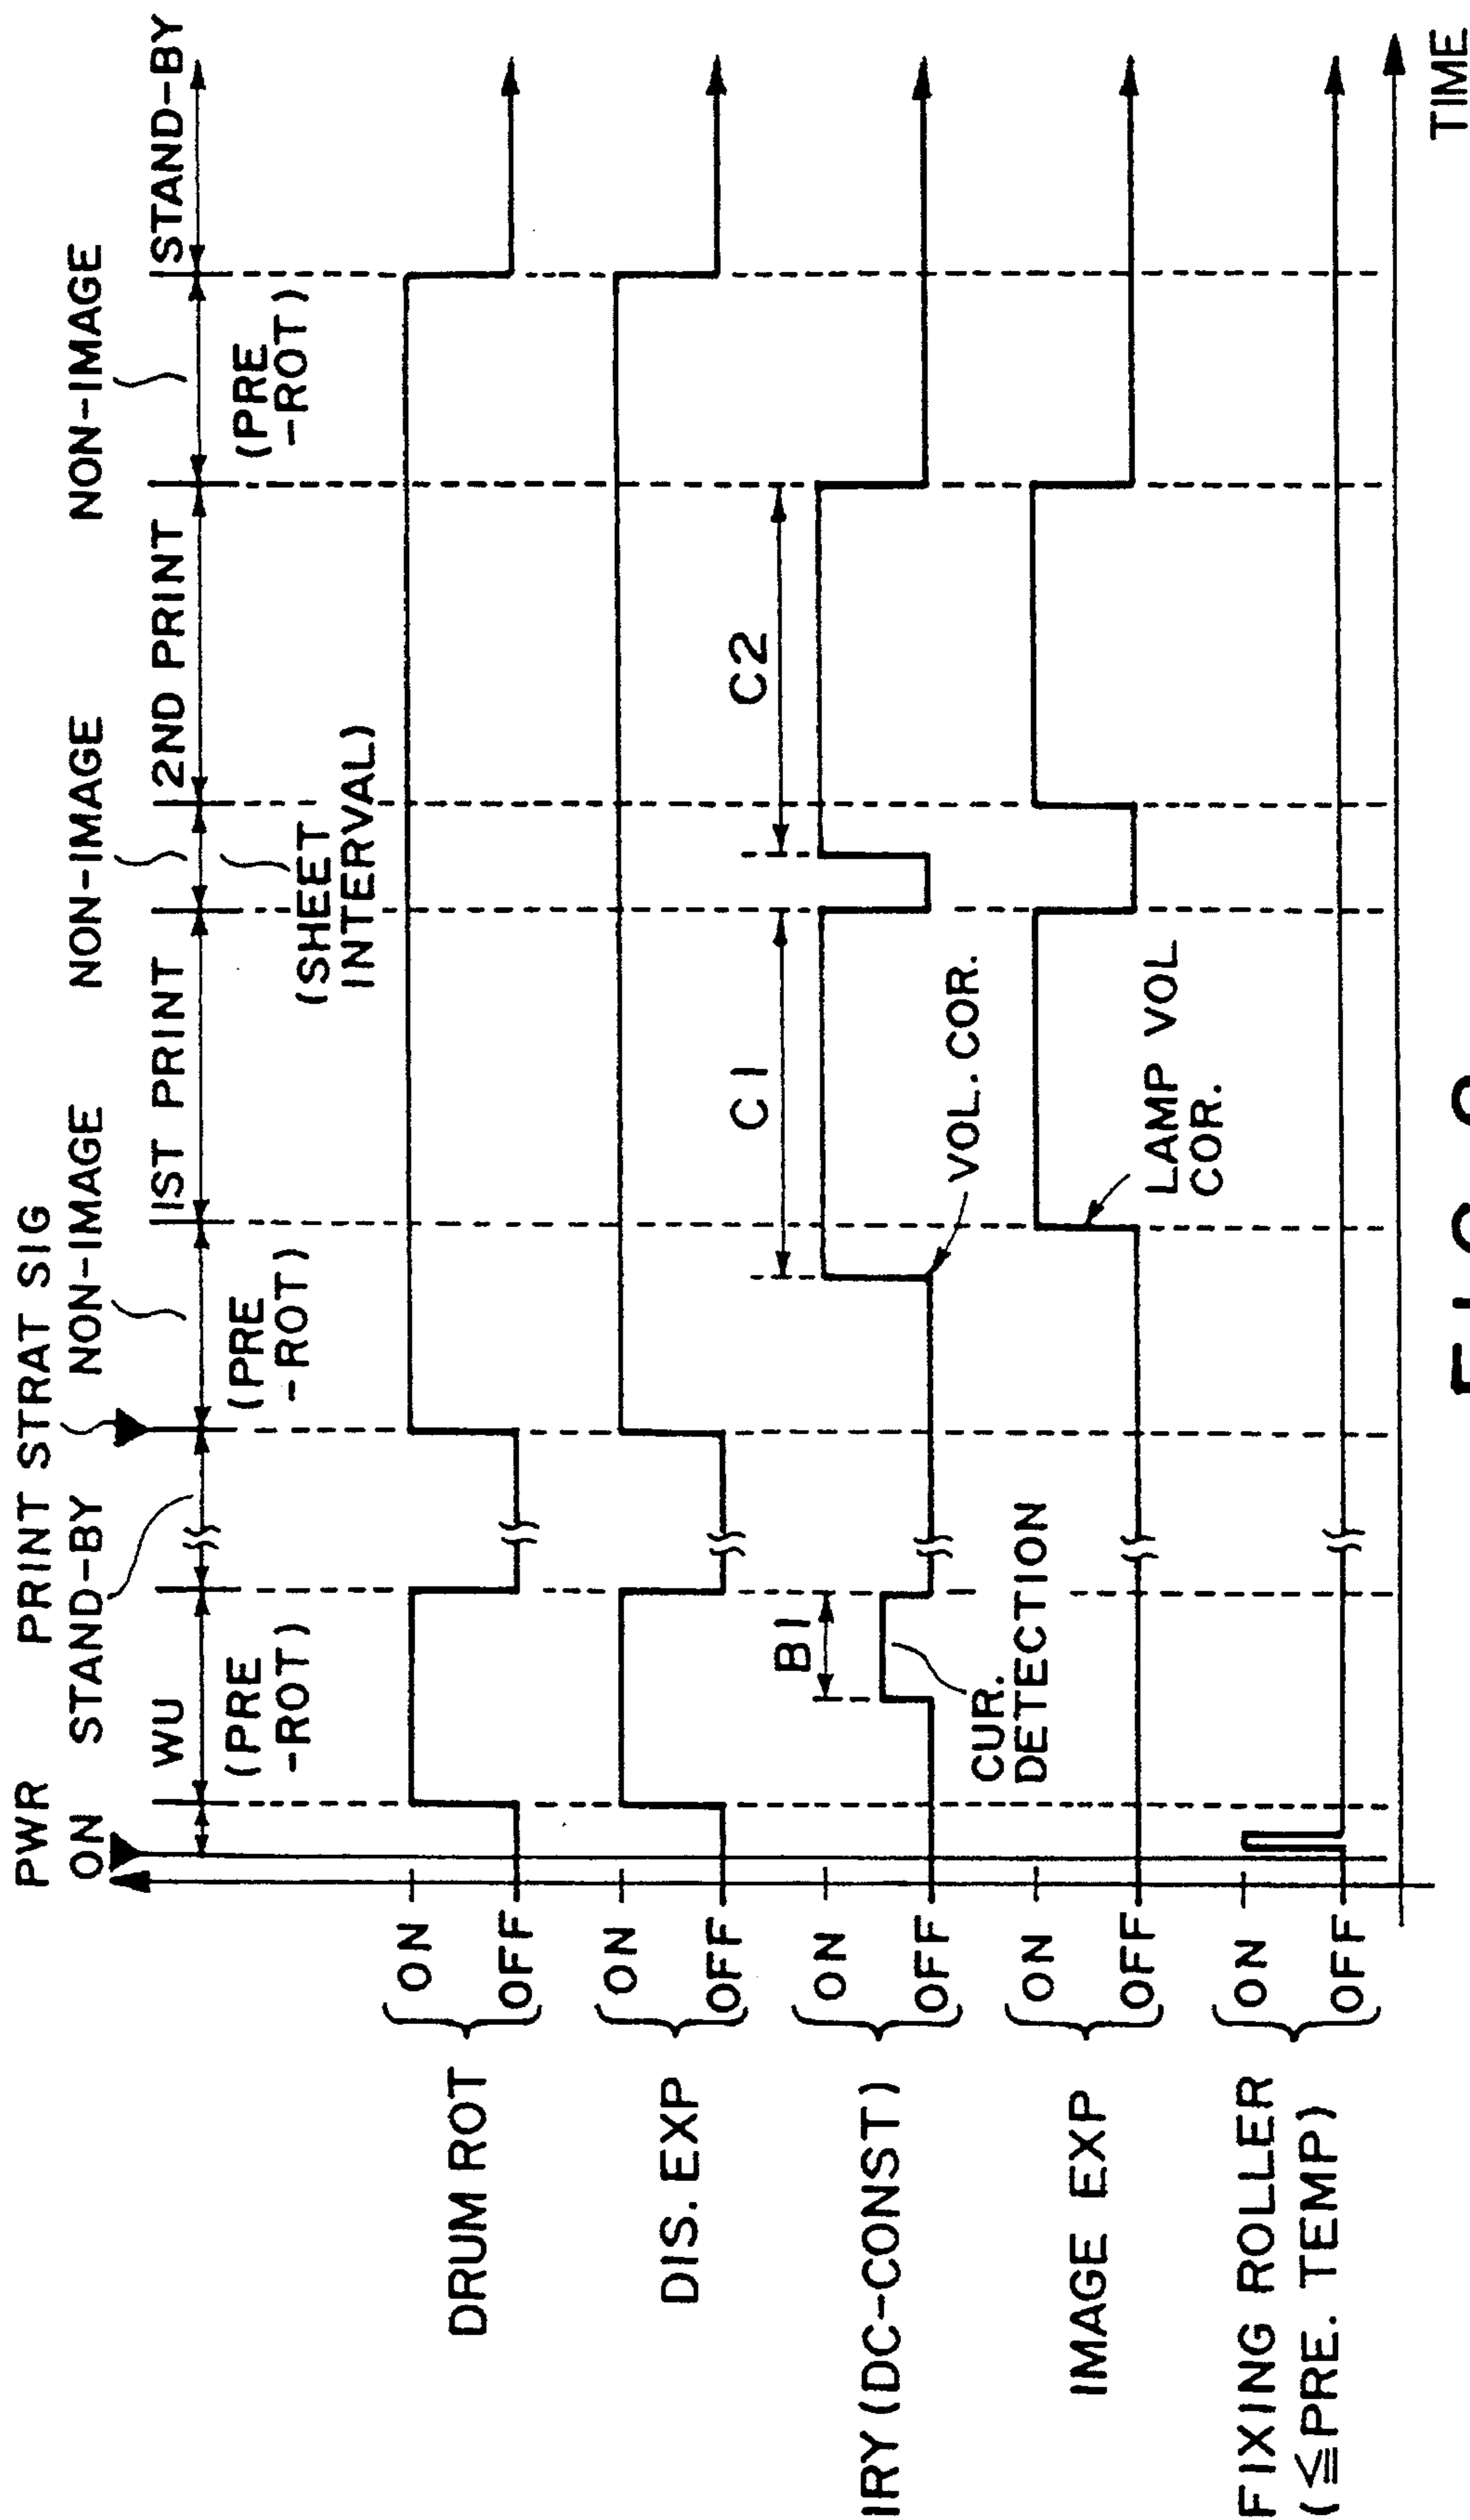 PWR
ON
PRINT STRAT SIG
STAND-BY
NON-IMAGE
NON-IMAGE
NON-IMAGE
WU
IST PRINT
2ND PRINT
STAND-BY
(PRE
-ROT)
(PRE
-ROT)
(SHEET
INTERVAL)
(PRE
-ROT)
DRUM ROT
ON
OFF
DIS. EXP
ON
OFF
IRY (DC-CONST)
ON
OFF
B1
C1
C2
CUR.
DETECTION
VOL. COR.
IMAGE EXP
ON
OFF
LAMP VOL
COR.
FIXING ROLLER
(≦PRE. TEMP)
ON
OFF
TIME